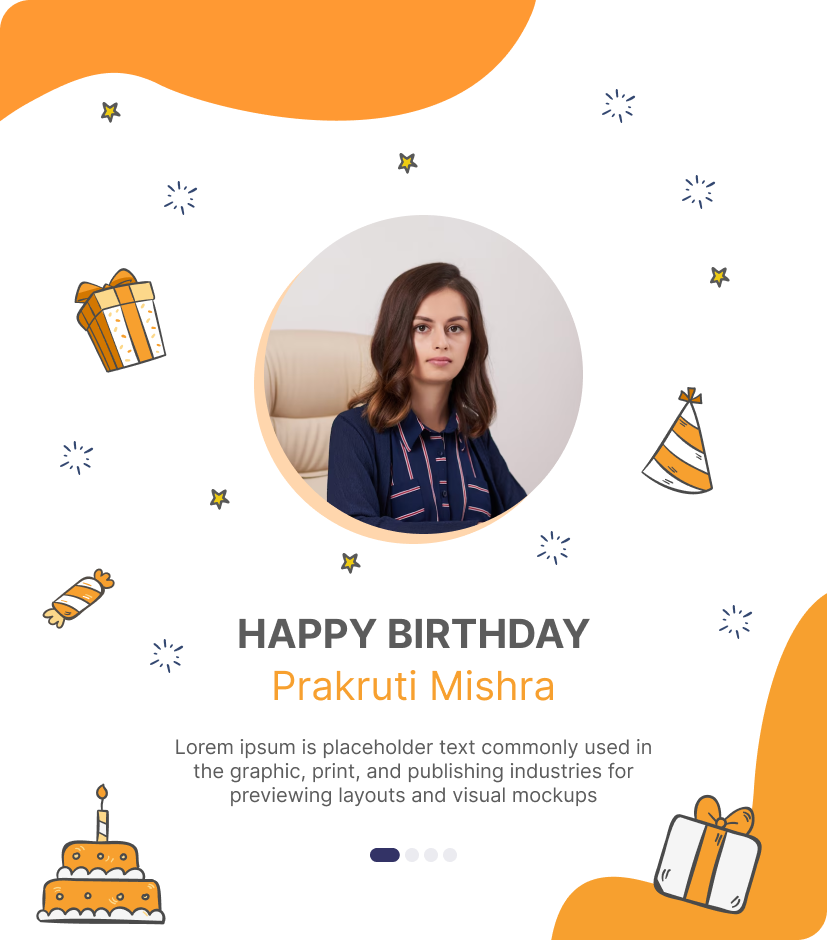 HAPPY BIRTHDAY
Prakruti Mishra
Lorem ipsum is placeholder text commonly used in
the graphic, print, and publishing industries for
previewing layouts and visual mockups